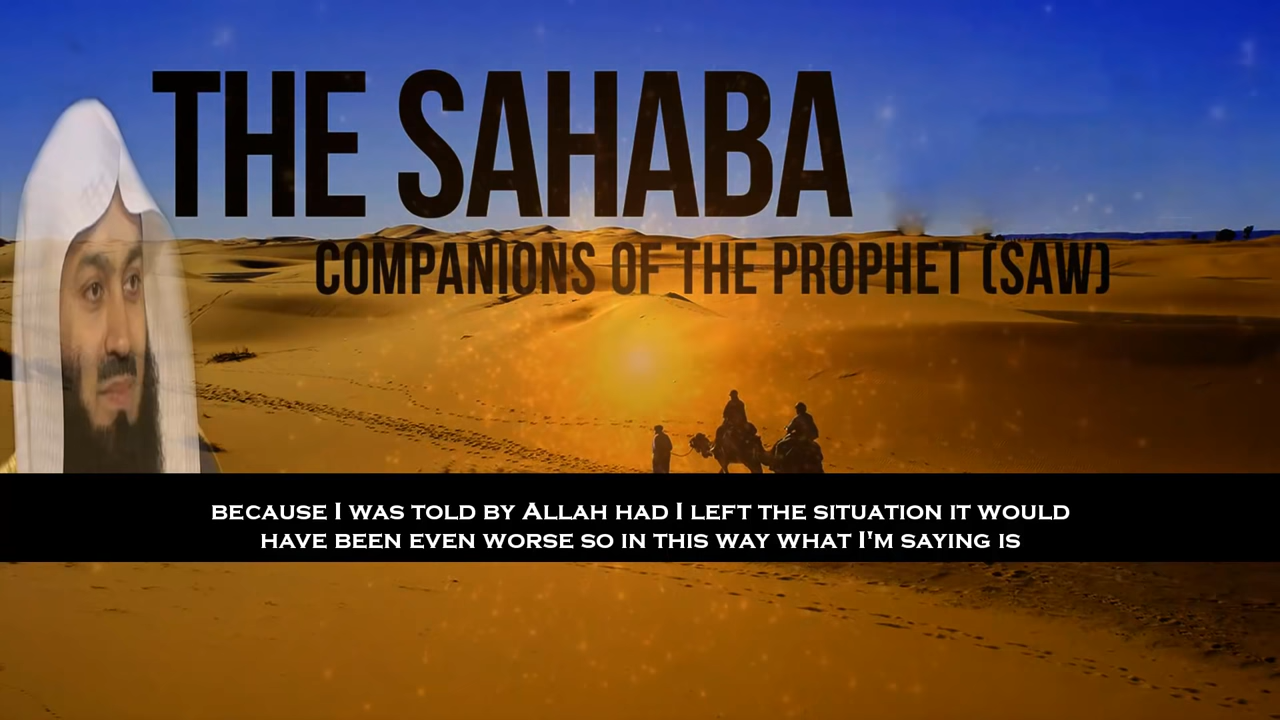 THE SAHABA
COMPANIONS OF THE PROPHET (SAW)
BECAUSE I WAS TOLD BY ALLAH HAD I LEFT THE SITUATION IT WOULD
HAVE BEEN EVEN WORSE SO IN THIS WAY WHAT I'M SAYING IS